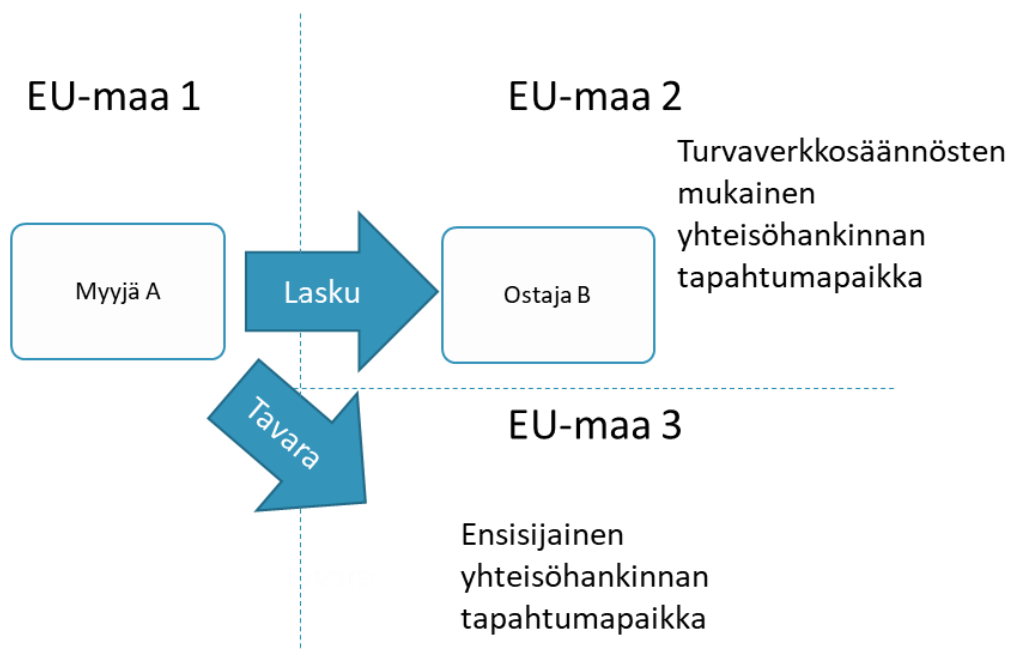 EU-maa 1
EU-maa 2
Turvaverkkosäännösten
mukainen
yhteisöhankinnan
tapahtumapaikka
Myyjä A
Lasku
Ostaja B
Tavara
EU-maa 3
Ensisijainen
yhteisöhankinnan
tapahtumapaikka